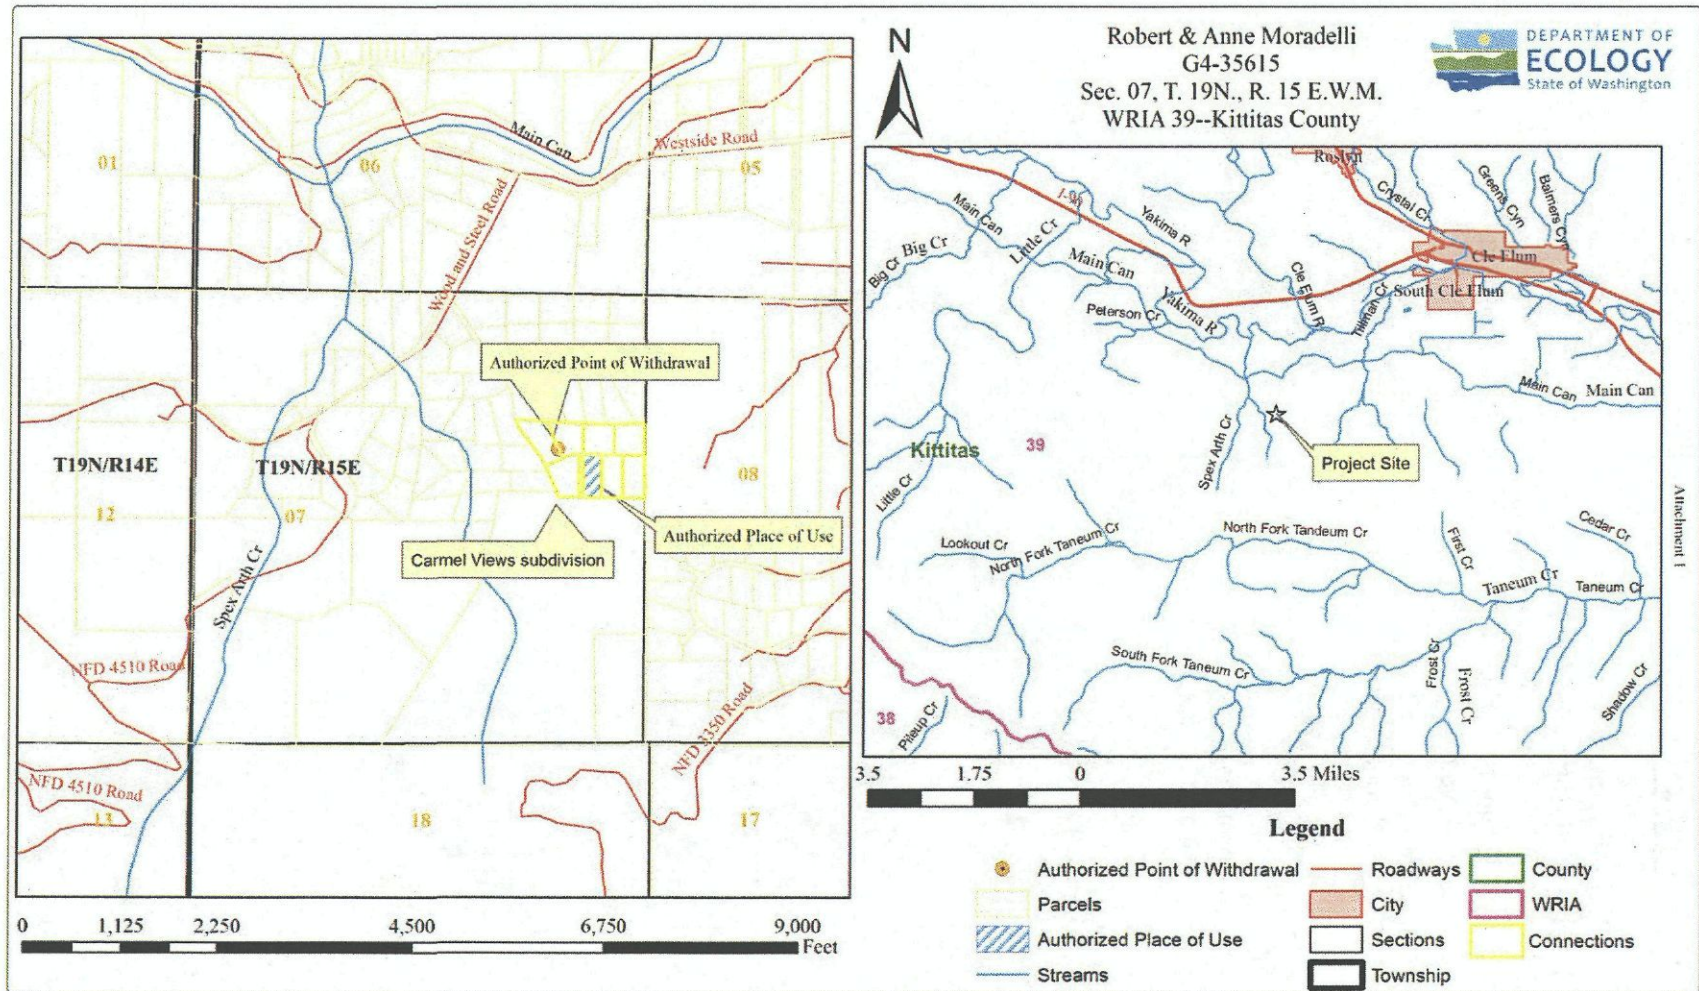 N
Robert & Anne Moradelli
G4-35615
Sec. 07, T. 19N., R. 15 E.W.M.
WRIA 39--Kittitas County
DEPARTMENT OF
ECOLOGY
State of Washington
01
06
05
Main Can
Westside Road
Wood and Steel Road
Authorized Point of Withdrawal
T19N/R14E
T19N/R15E
08
12
07
Authorized Place of Use
Carmel Views subdivision
Spex Arth Cr
NFD 4510 Road
NFD 3350 Road
NFD 4510 Road
13
18
17
0
1,125
2,250
4,500
6,750
9,000
Feet
Roslyn
I-90
Crystal Cr
Greens Cyn
Balmers Cyn
Main Can
Little Cr
Yakima R
Big Cr
Big Cr
Main Can
Cle Elum
Cle Elum R
Tillman Cr
South Cle Elum
Peterson Cr
Yakima R
Main Can
Main Can
Kittitas
39
Spex Arth Cr
Project Site
Little Cr
Lookout Cr
North Fork Taneum Cr
North Fork Tandeum Cr
First Cr
Cedar Cr
Taneum Cr
Taneum Cr
South Fork Taneum Cr
Frost Cr
Frost Cr
Shadow Cr
38
Pileup Cr
Attachment 1
3.5
1.75
0
3.5 Miles
Legend
Authorized Point of Withdrawal
Roadways
County
Parcels
City
WRIA
Authorized Place of Use
Sections
Connections
Streams
Township